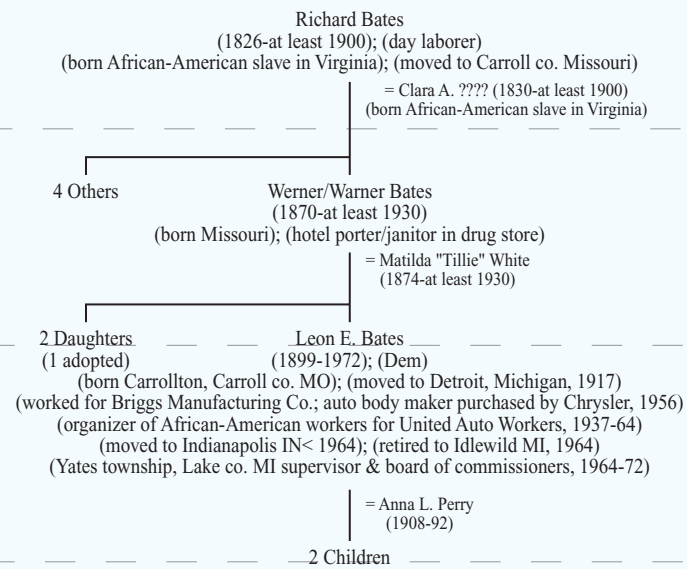 Richard Bates
(1826-at least 1900); (day laborer)
(born African-American slave in Virginia); (moved to Carroll co. Missouri)
= Clara A. ???? (1830-at least 1900)
(born African-American slave in Virginia)
4 Others
Werner/Warner Bates
(1870-at least 1930)
(born Missouri); (hotel porter/janitor in drug store)
= Matilda "Tillie" White
(1874-at least 1930)
2 Daughters
(1 adopted)
Leon E. Bates
(1899-1972); (Dem)
(born Carrollton, Carroll co. MO); (moved to Detroit, Michigan, 1917)
(worked for Briggs Manufacturing Co.; auto body maker purchased by Chrysler, 1956)
(organizer of African-American workers for United Auto Workers, 1937-64)
(moved to Indianapolis IN< 1964); (retired to Idlewild MI, 1964)
(Yates township, Lake co. MI supervisor & board of commissioners, 1964-72)
= Anna L. Perry
(1908-92)
2 Children